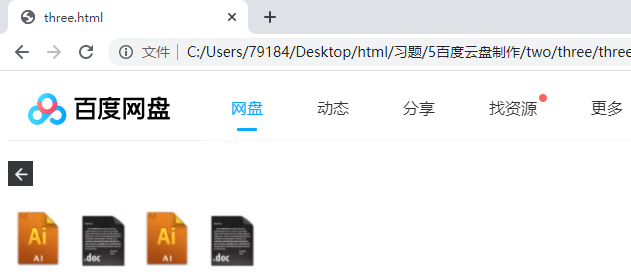 three.html
文件 C:/Users/79184/Desktop/html/习题/5百度云盘制作/two/three/three
百度网盘 网盘 动态 分享 找资源 更多
Ai .doc Ai .doc
AI AI